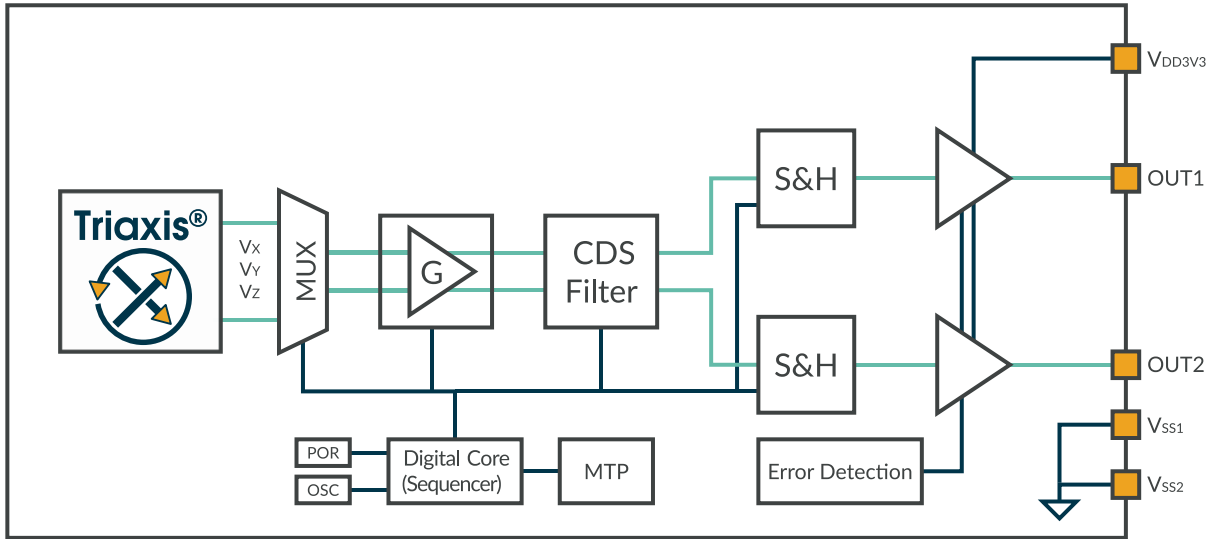 VDD3V3
S&H
OUT1
Triaxis®
VX
VY
VZ
MUX
G
CDS
Filter
S&H
OUT2
VSS1
POR
OSC
Digital Core
(Sequencer)
MTP
Error Detection
VSS2